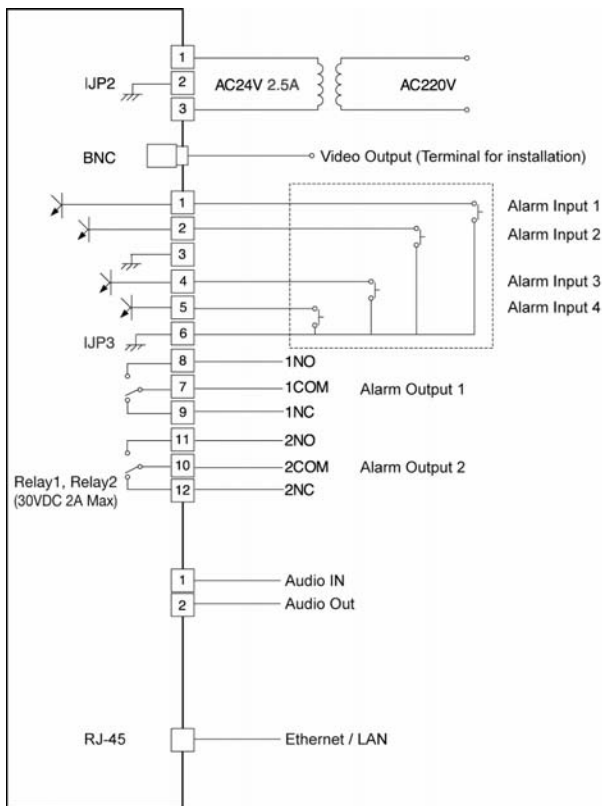 1
IJP2
2
AC24V 2.5A
AC220V
3
BNC
Video Output (Terminal for installation)
1
Alarm Input 1
2
Alarm Input 2
3
4
Alarm Input 3
5
Alarm Input 4
6
IJP3
8
1NO
7
1COM
Alarm Output 1
9
1NC
11
2NO
10
2COM
Alarm Output 2
Relay1, Relay2
(30VDC 2A Max)
12
2NC
1
Audio IN
2
Audio Out
RJ-45
Ethernet / LAN